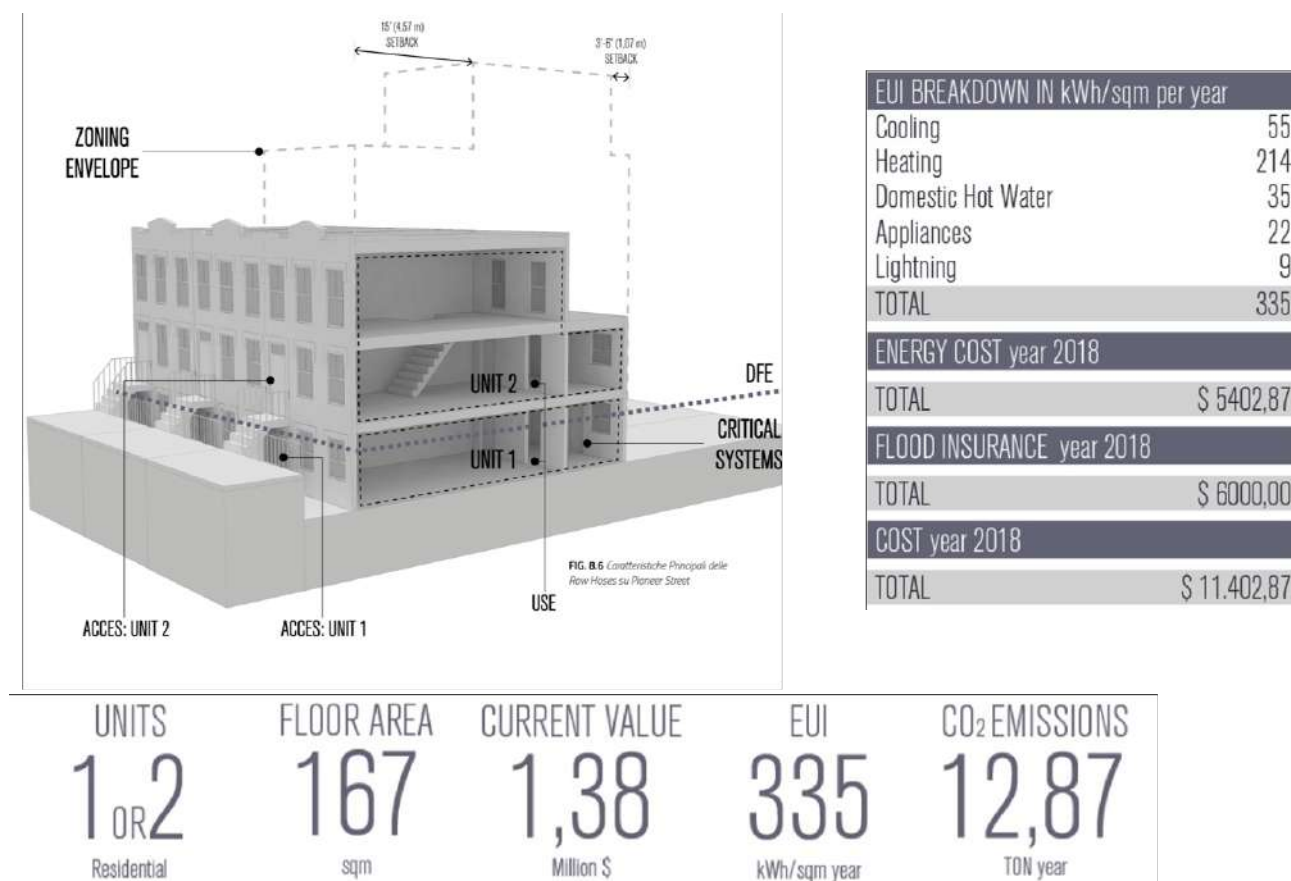 15' (4,57 m)
SETBACK
3'-6" (1,07 m)
SETBACK
ZONING
ENVELOPE
DFE
UNIT 2
CRITICAL
SYSTEMS
UNIT 1
FIG. 8.6 Caratteristiche Principali delle
Row Hoses su Pioneer Street
USE
ACCES: UNIT 2
ACCES: UNIT 1
EUI BREAKDOWN IN kWh/sqm per year
Cooling 55
Heating 214
Domestic Hot Water 35
Appliances 22
Lightning 9
TOTAL 335
ENERGY COST year 2018
TOTAL $ 5402,87
FLOOD INSURANCE year 2018
TOTAL $ 6000,00
COST year 2018
TOTAL $ 11.402,87
UNITS
1 OR 2
Residential
FLOOR AREA
167
sqm
CURRENT VALUE
1,38
Million $
EUI
335
kWh/sqm year
CO2 EMISSIONS
12,87
TON year